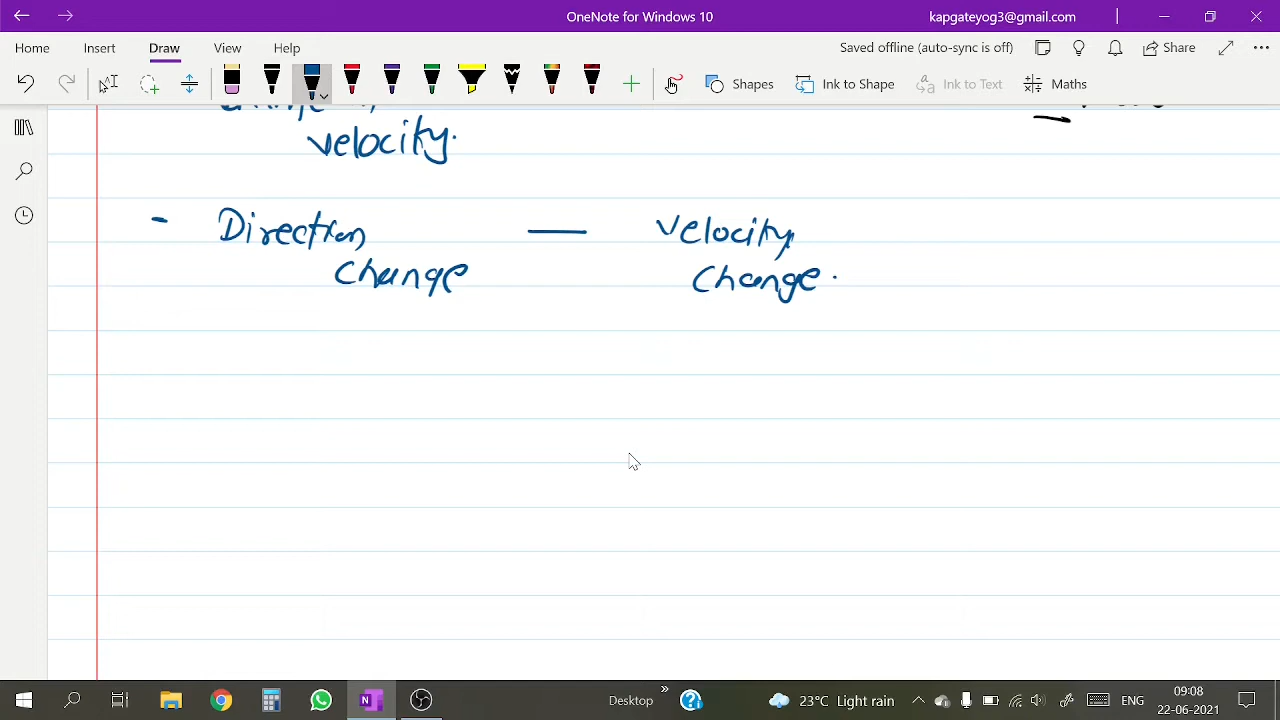 OneNote for Windows 10
kapgateyog3@gmail.com
Home Insert Draw View Help
Saved offline (auto-sync is off)
Share
Shapes
Ink to Shape
Ink to Text
Maths
velocity.
- Direction — velocity
change change.
Desktop
23°C Light rain
ENG
09:08
22-06-2021